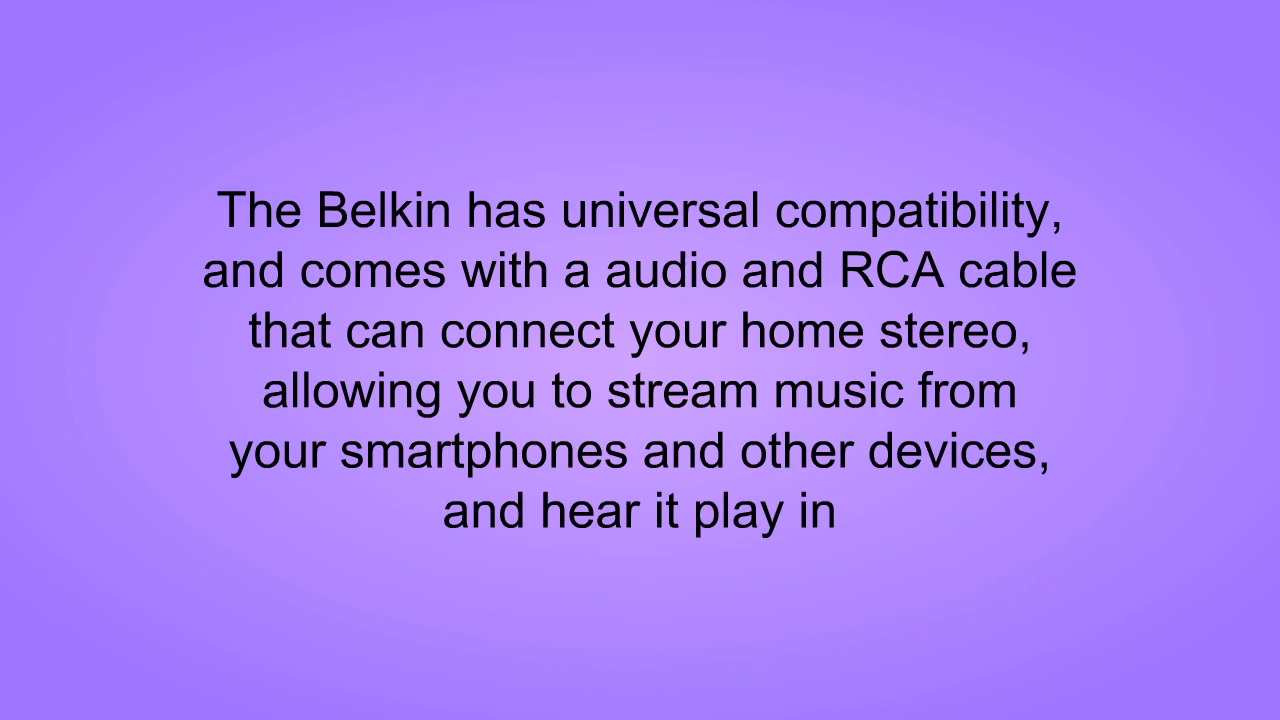 The Belkin has universal compatibility,
and comes with a audio and RCA cable
that can connect your home stereo,
allowing you to stream music from
your smartphones and other devices,
and hear it play in